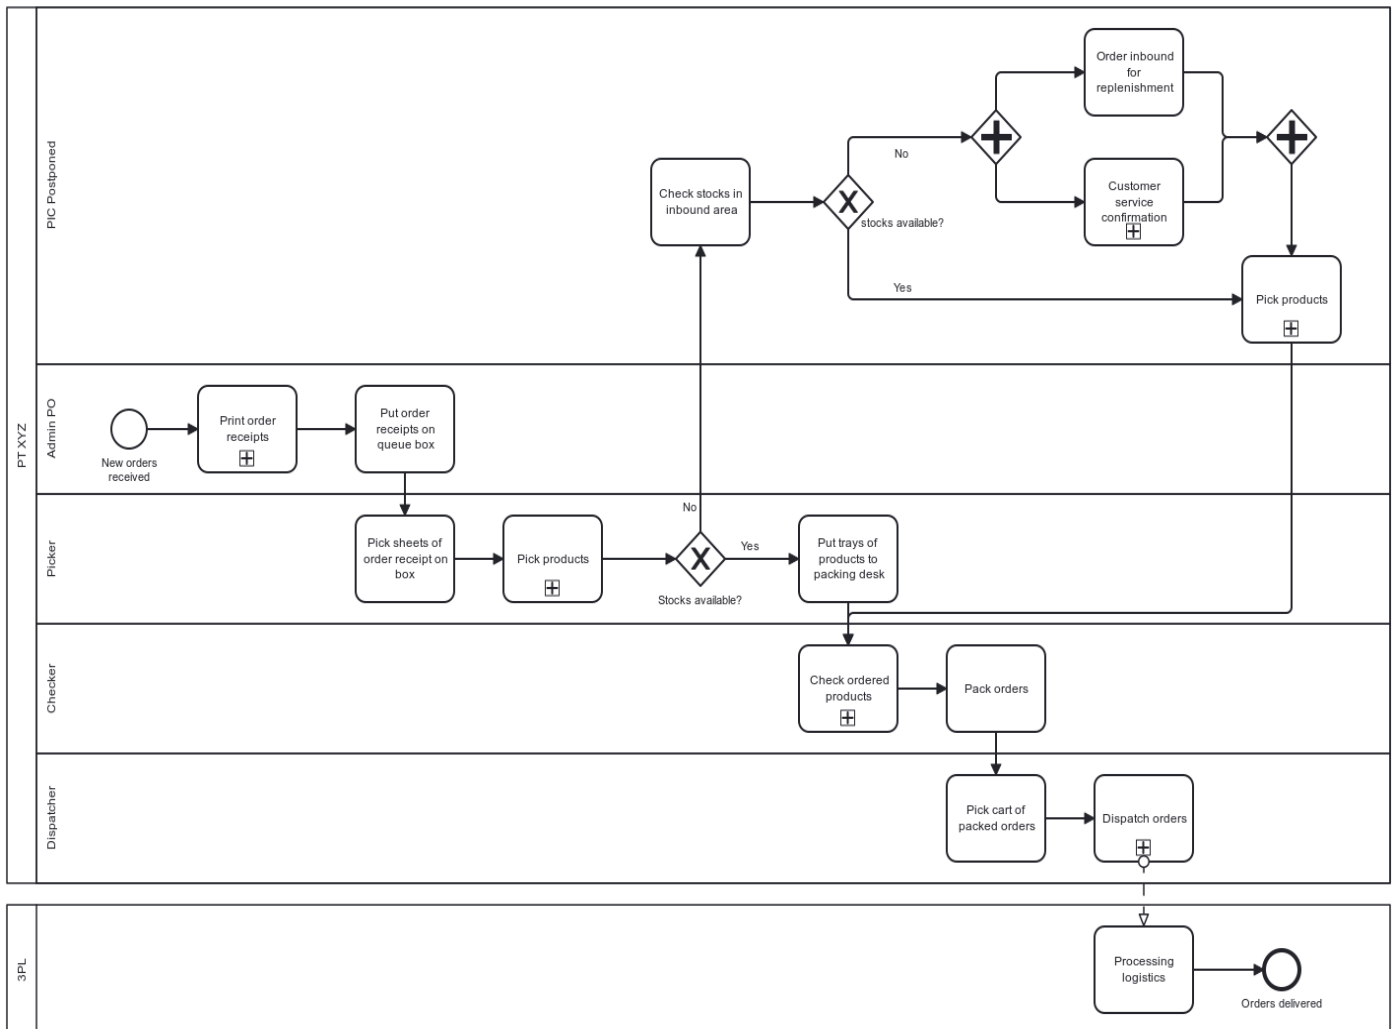 PT XYZ
PIC Postponed
Order inbound
for
replenishment
No
Check stocks in
inbound area
X
stocks available?
Customer
service
confirmation
Yes
Pick products
Admin PO
New orders
received
Print order
receipts
Put order
receipts on
queue box
Picker
Pick sheets of
order receipt on
box
Pick products
No
X
Stocks available?
Yes
Put trays of
products to
packing desk
Checker
Check ordered
products
Pack orders
Dispatcher
Pick cart of
packed orders
Dispatch orders
3PL
Processing
logistics
Orders delivered